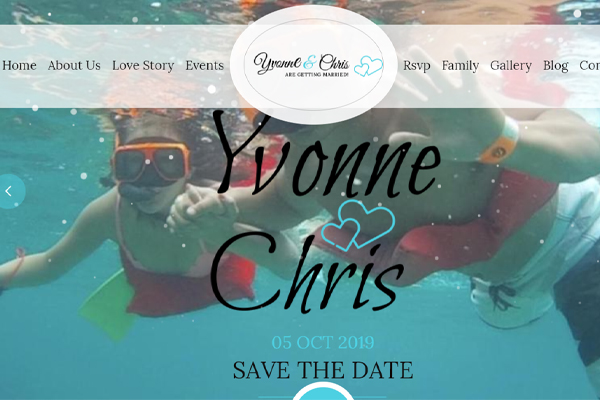 Home About Us Love Story Events
Yvonne & Chris
ARE GETTING MARRIED!
Rsvp Family Gallery Blog
Yvonne
Chris
05 OCT 2019
SAVE THE DATE